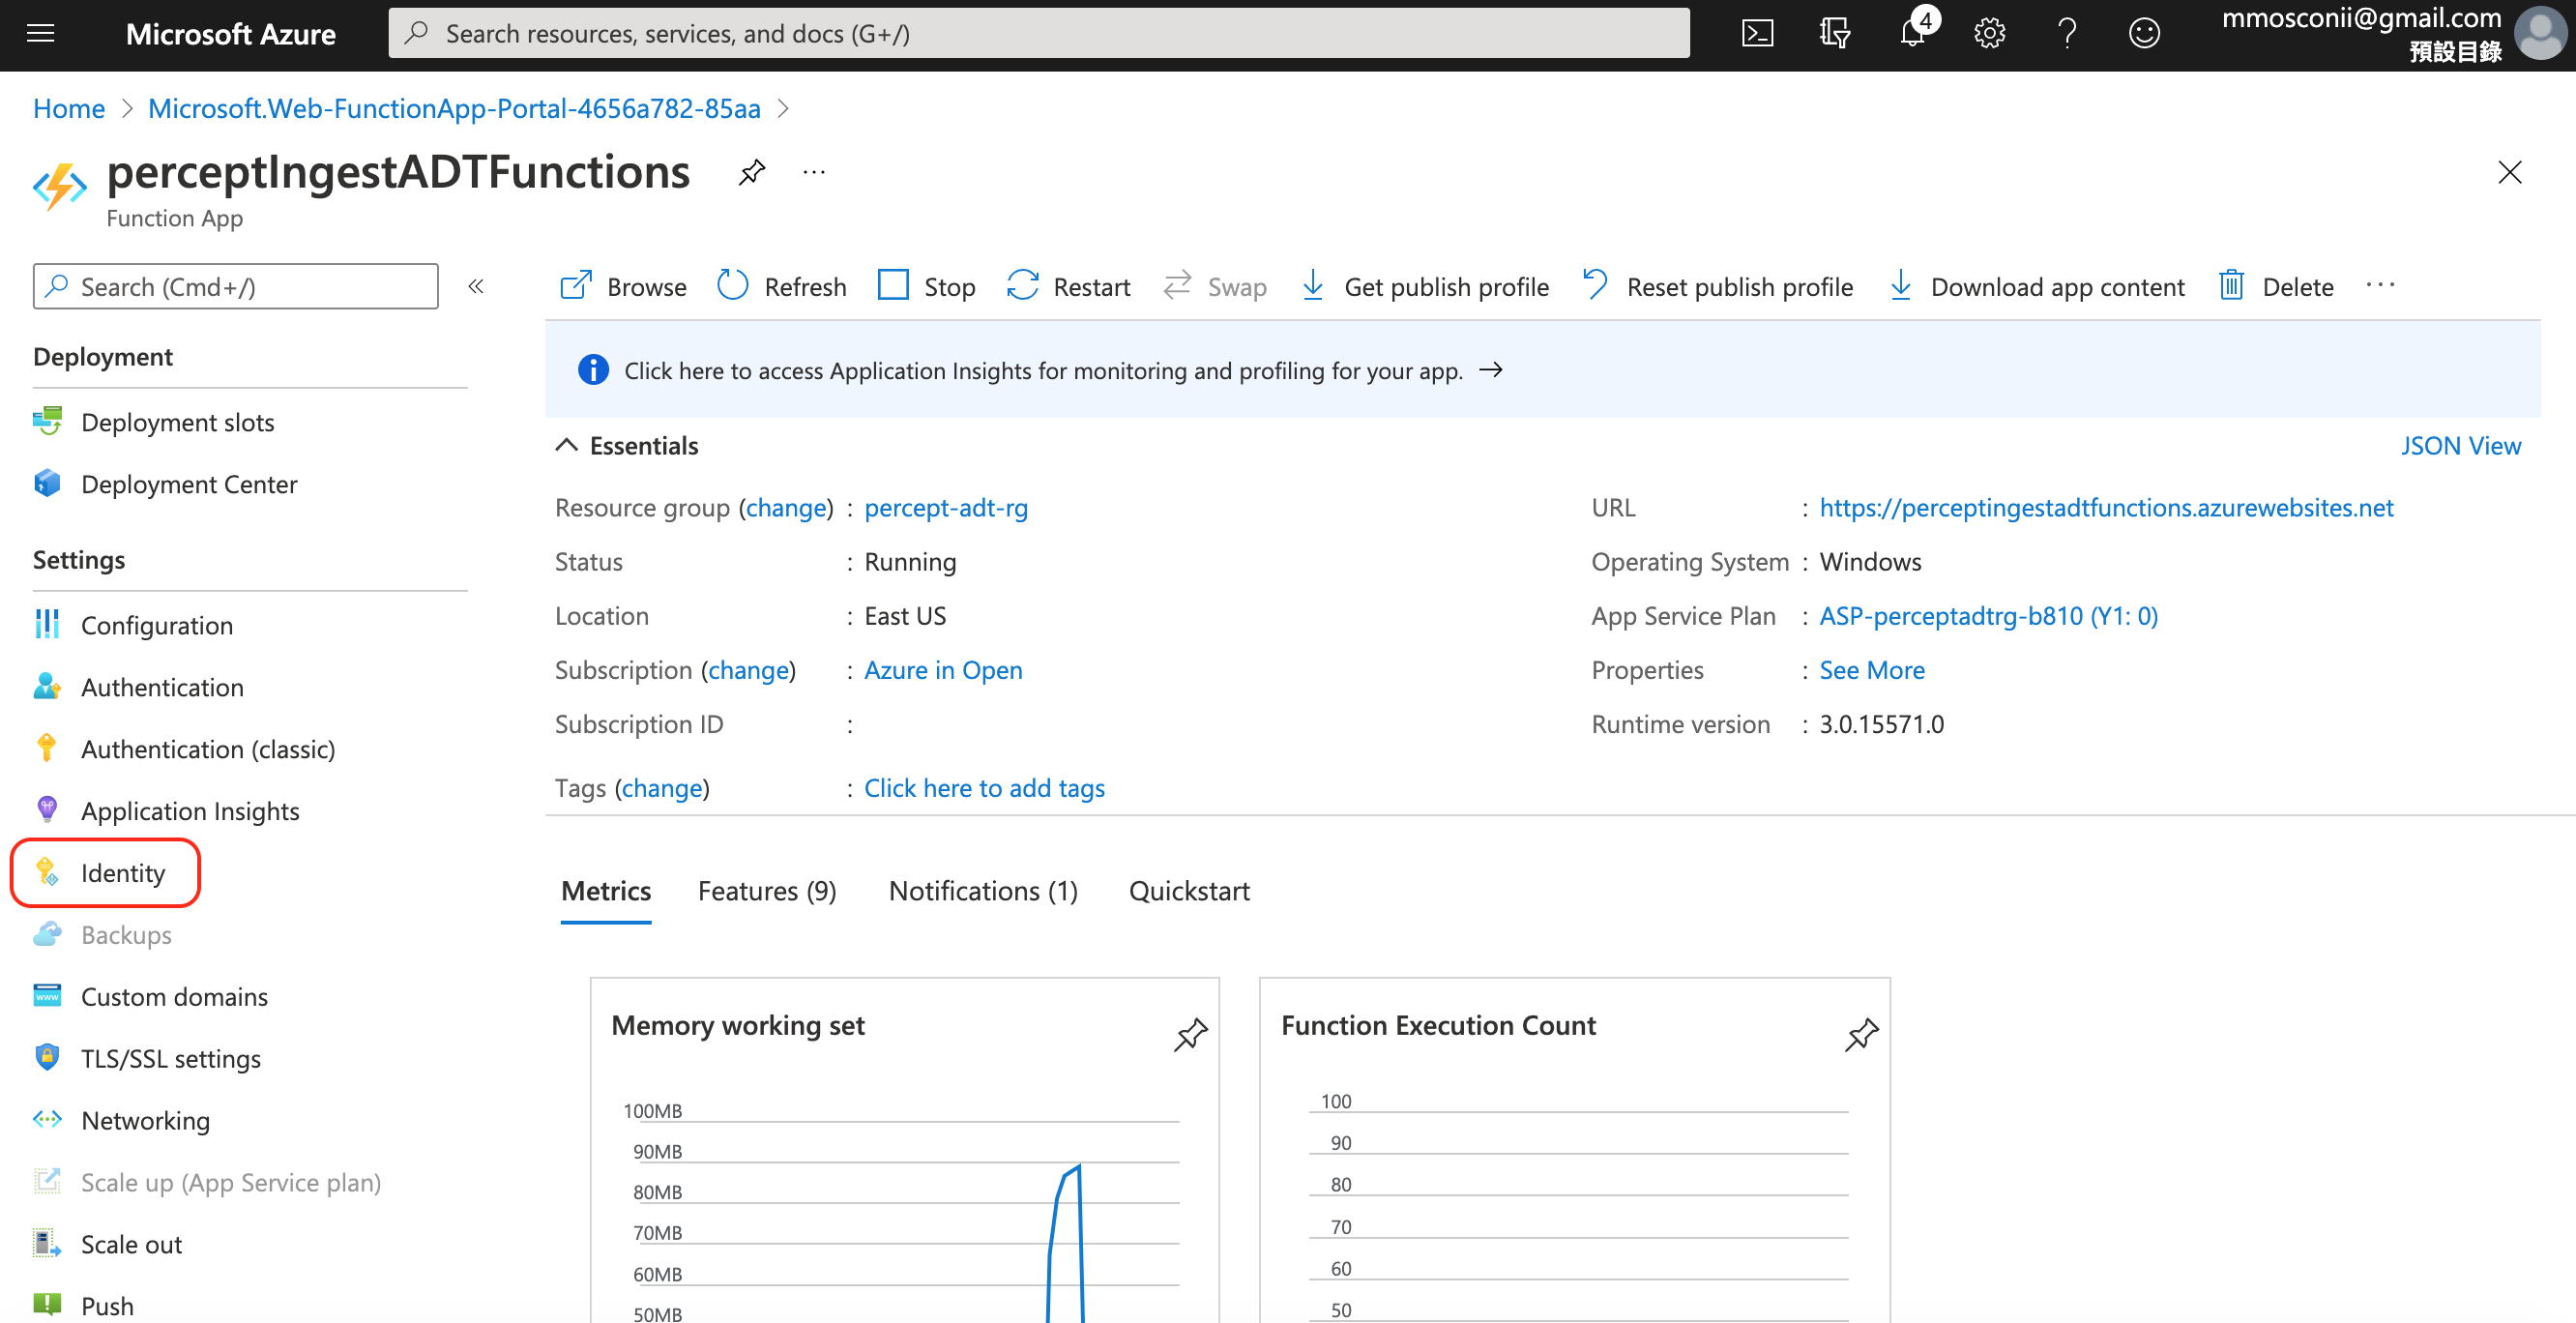 Microsoft Azure
Search resources, services, and docs (G+/)
4
mmosconii@gmail.com
預設目錄
Home > Microsoft.Web-FunctionApp-Portal-4656a782-85aa >
perceptIngestADTFunctions
Function App
Search (Cmd+/)
Deployment
Deployment slots
Deployment Center
Settings
Configuration
Authentication
Authentication (classic)
Application Insights
Identity
Backups
Custom domains
TLS/SSL settings
Networking
Scale up (App Service plan)
Scale out
Push
Browse Refresh Stop Restart Swap Get publish profile Reset publish profile Download app content Delete ...
Click here to access Application Insights for monitoring and profiling for your app. →
Essentials
JSON View
Resource group (change) : percept-adt-rg
Status : Running
Location : East US
Subscription (change) : Azure in Open
Subscription ID :
Tags (change) : Click here to add tags
URL : https://perceptingestadtfunctions.azurewebsites.net
Operating System : Windows
App Service Plan : ASP-perceptadtrg-b810 (Y1: 0)
Properties : See More
Runtime version : 3.0.15571.0
Metrics Features (9) Notifications (1) Quickstart
Memory working set
100MB
90MB
80MB
70MB
60MB
50MB
Function Execution Count
100
90
80
70
60
50